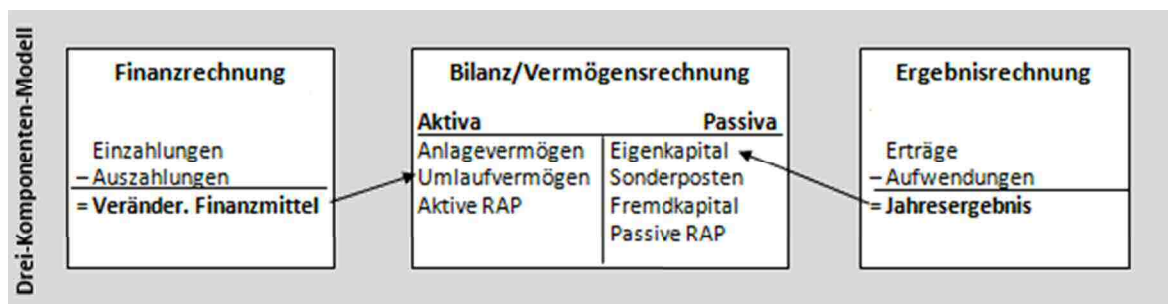 Drei-Komponenten-Modell
Finanzrechnung
Einzahlungen
– Auszahlungen
= Veränder. Finanzmittel
Bilanz/Vermögensrechnung
Aktiva Passiva
Anlagevermögen Eigenkapital
Umlaufvermögen Sonderposten
Aktive RAP Fremdkapital
Passive RAP
Ergebnisrechnung
Erträge
– Aufwendungen
= Jahresergebnis